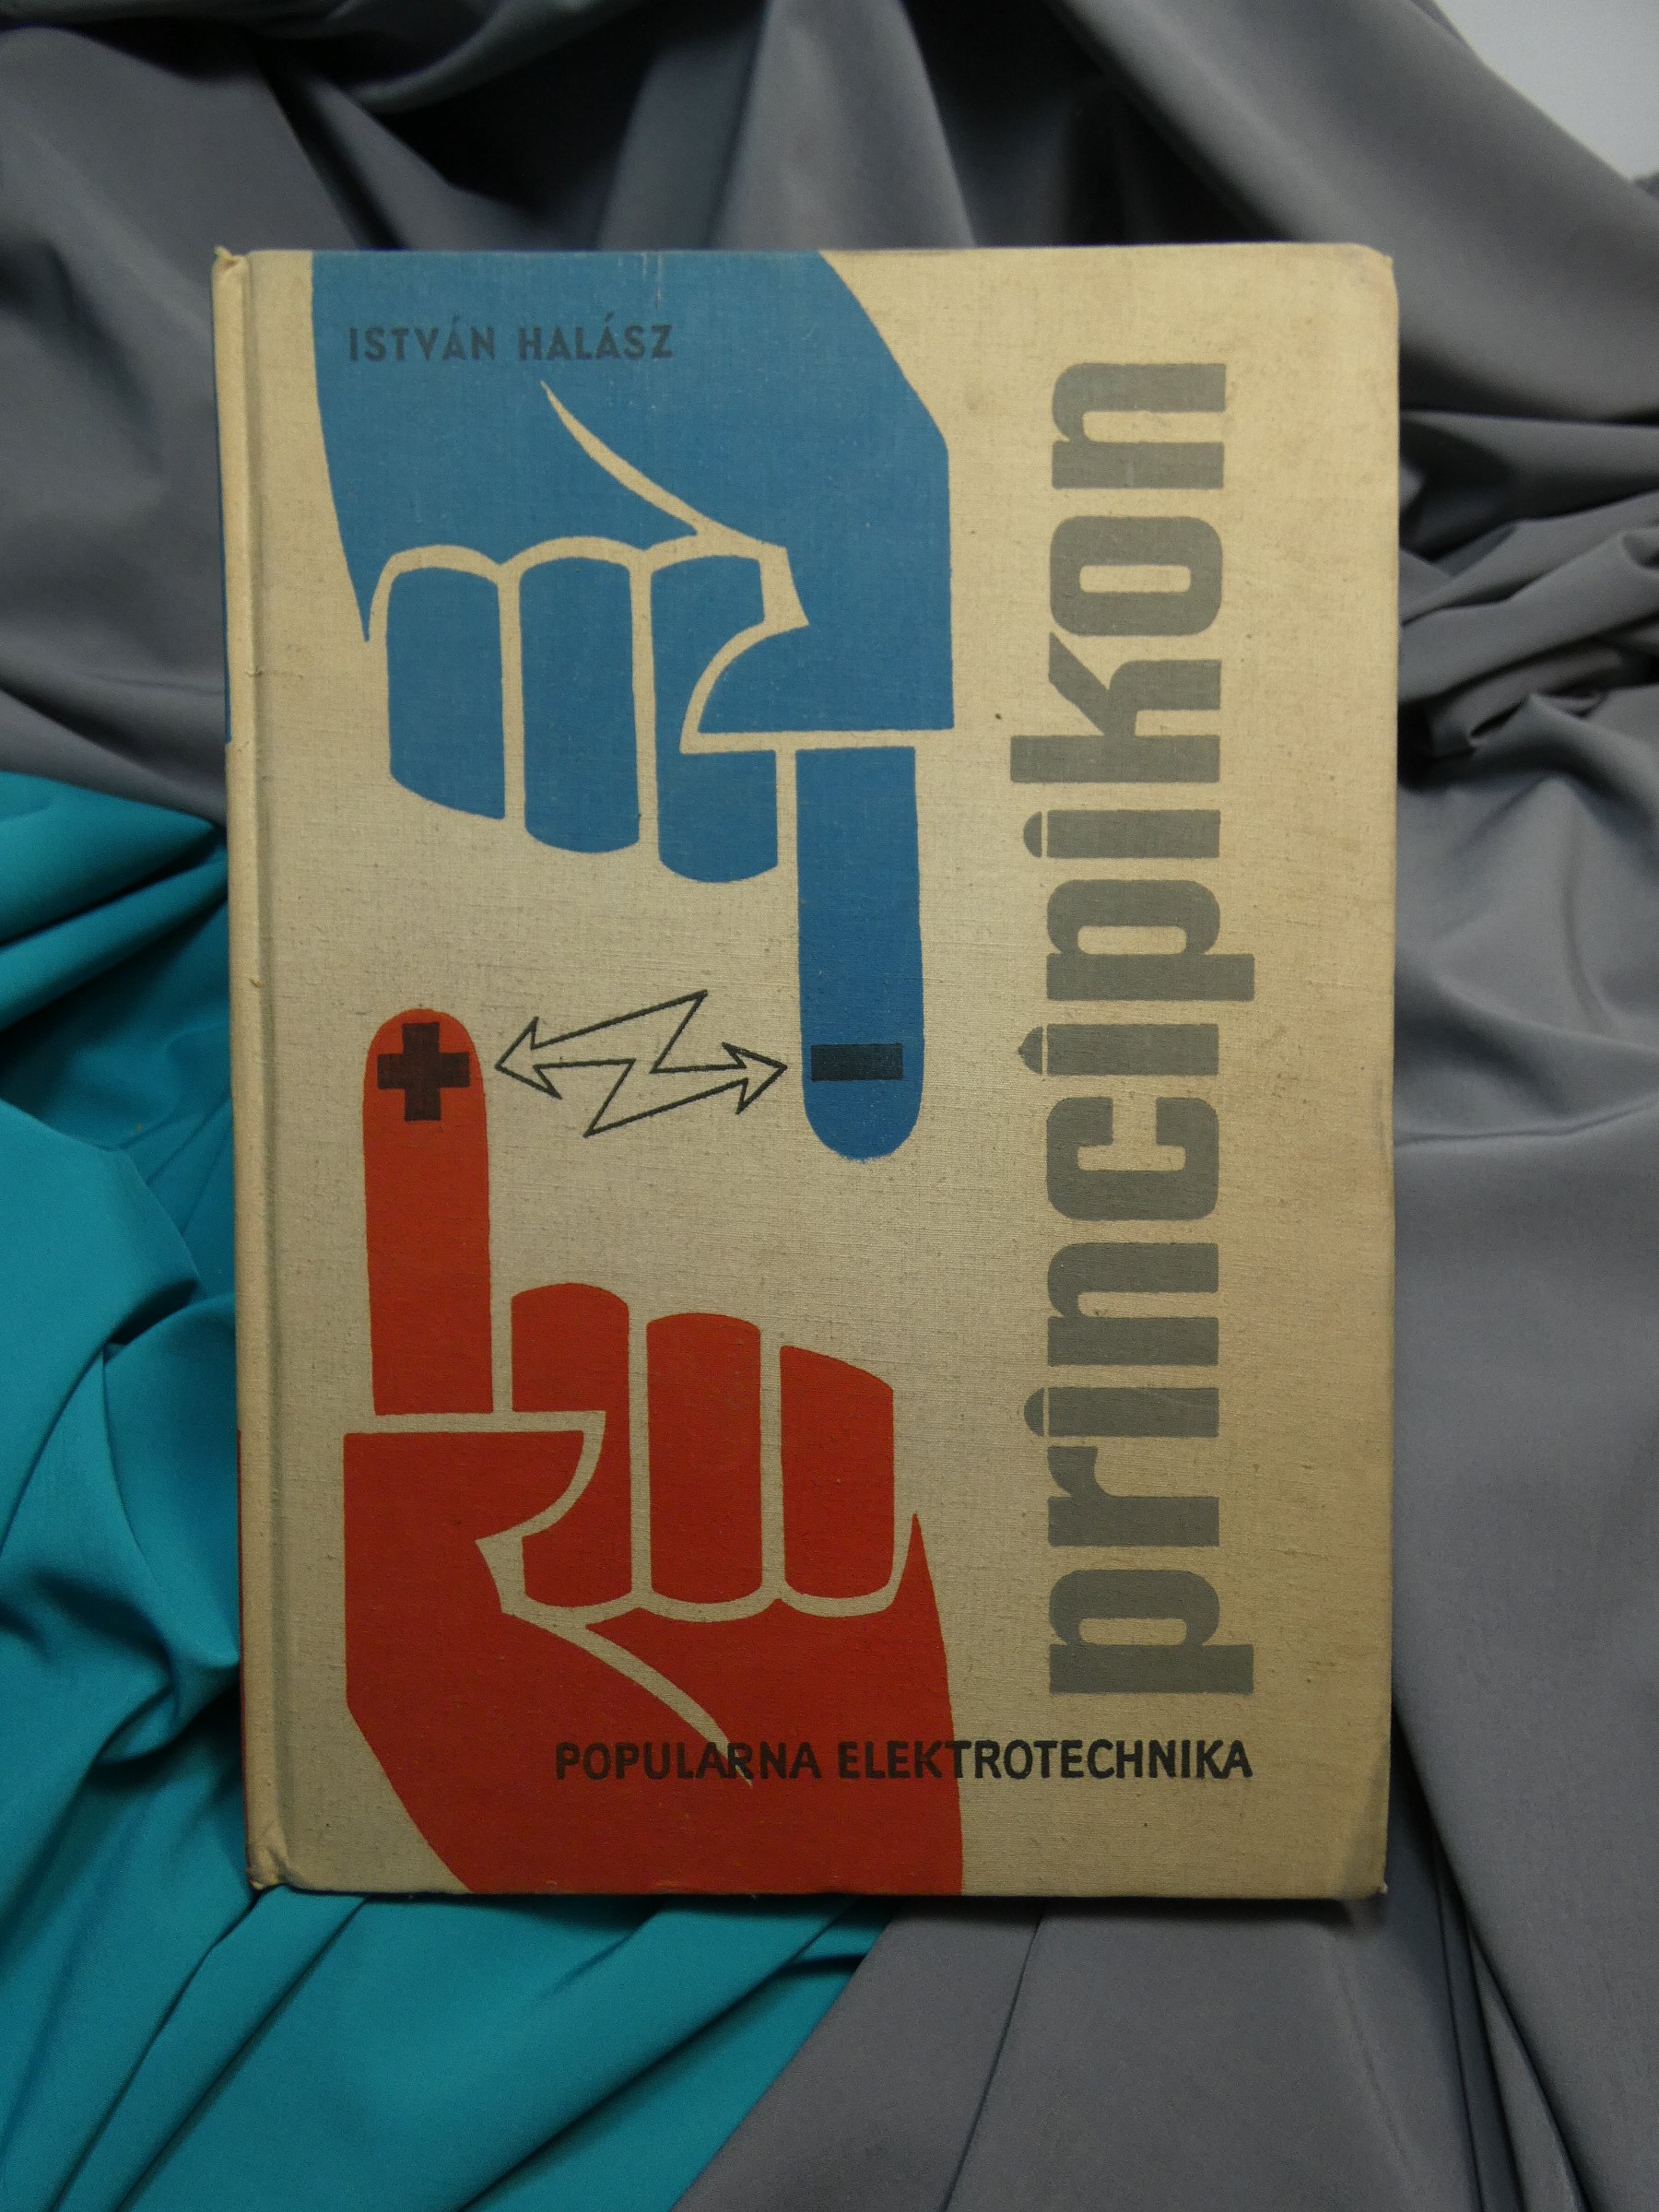 ISTVÁN HALÁSZ
principikon
POPULARNA ELEKTROTECHNIKA
+
-